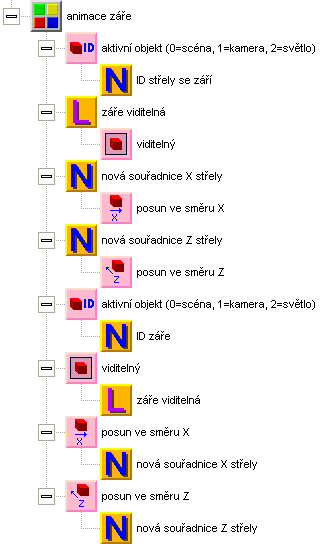 animace záře
ID aktivní objekt (0=scéna, 1=kamera, 2=světlo)
N ID střely se září
L záře viditelná
viditelný
N nová souřadnice X střely
X posun ve směru X
N nová souřadnice Z střely
Z posun ve směru Z
ID aktivní objekt (0=scéna, 1=kamera, 2=světlo)
N ID záře
viditelný
L záře viditelná
X posun ve směru X
N nová souřadnice X střely
Z posun ve směru Z
N nová souřadnice Z střely